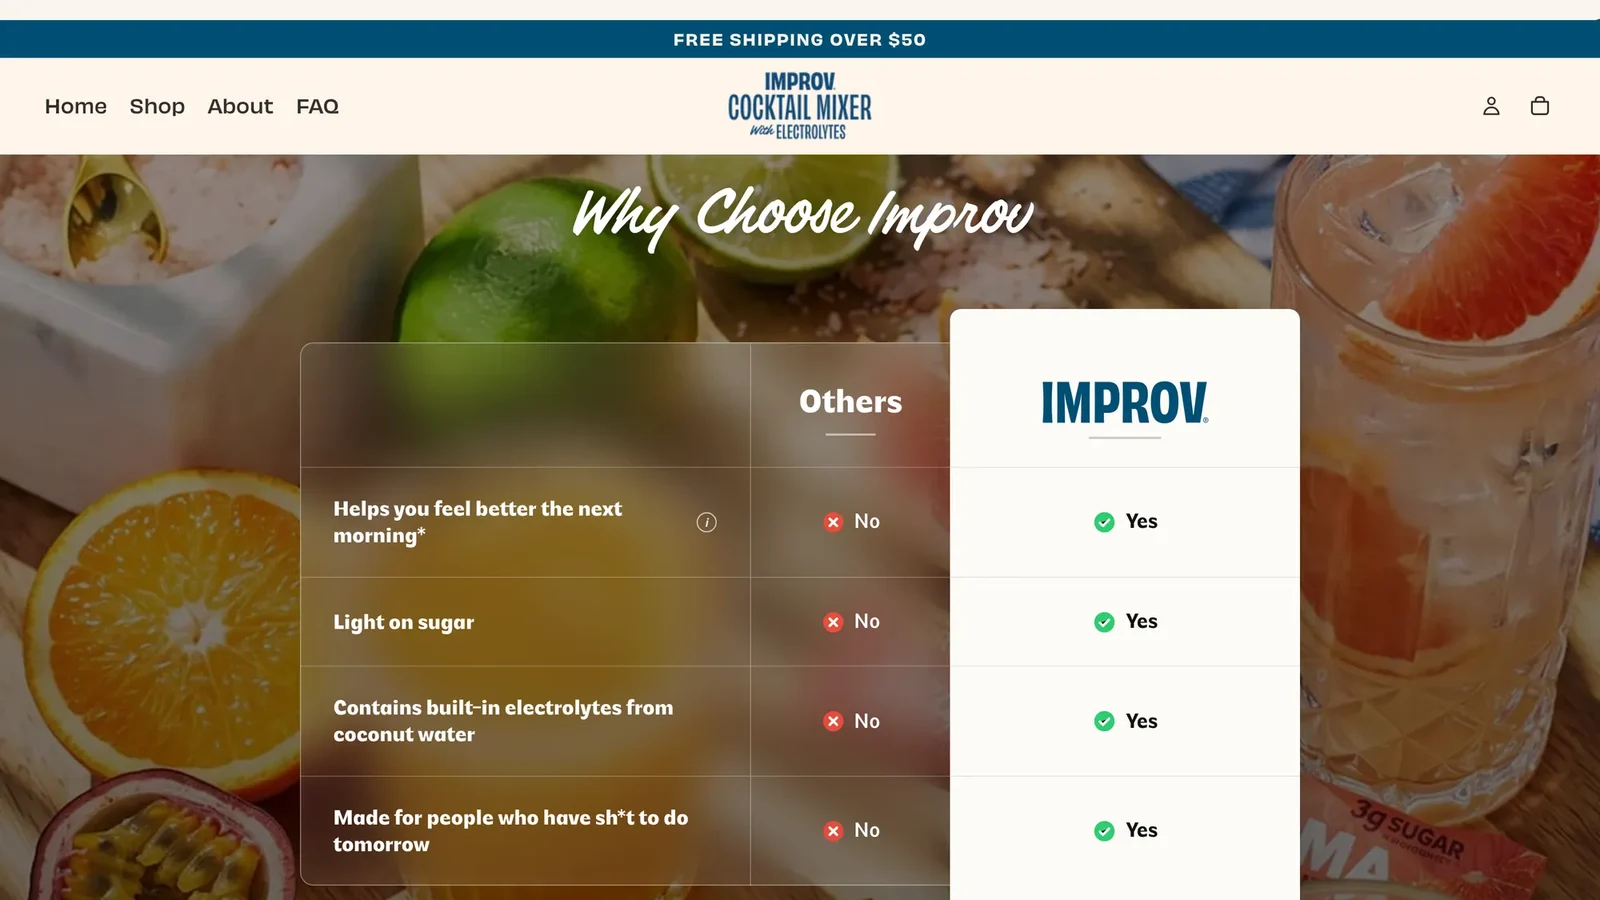 FREE SHIPPING OVER $50
Home Shop About FAQ
IMPROV
COCKTAIL MIXER
With ELECTROLYTES
Why Choose Improv
Others
IMPROV®
Helps you feel better the next
morning*
i
No
Yes
Light on sugar
No
Yes
Contains built-in electrolytes from
coconut water
No
Yes
Made for people who have sh*t to do
tomorrow
No
Yes
3g SUGAR
MA